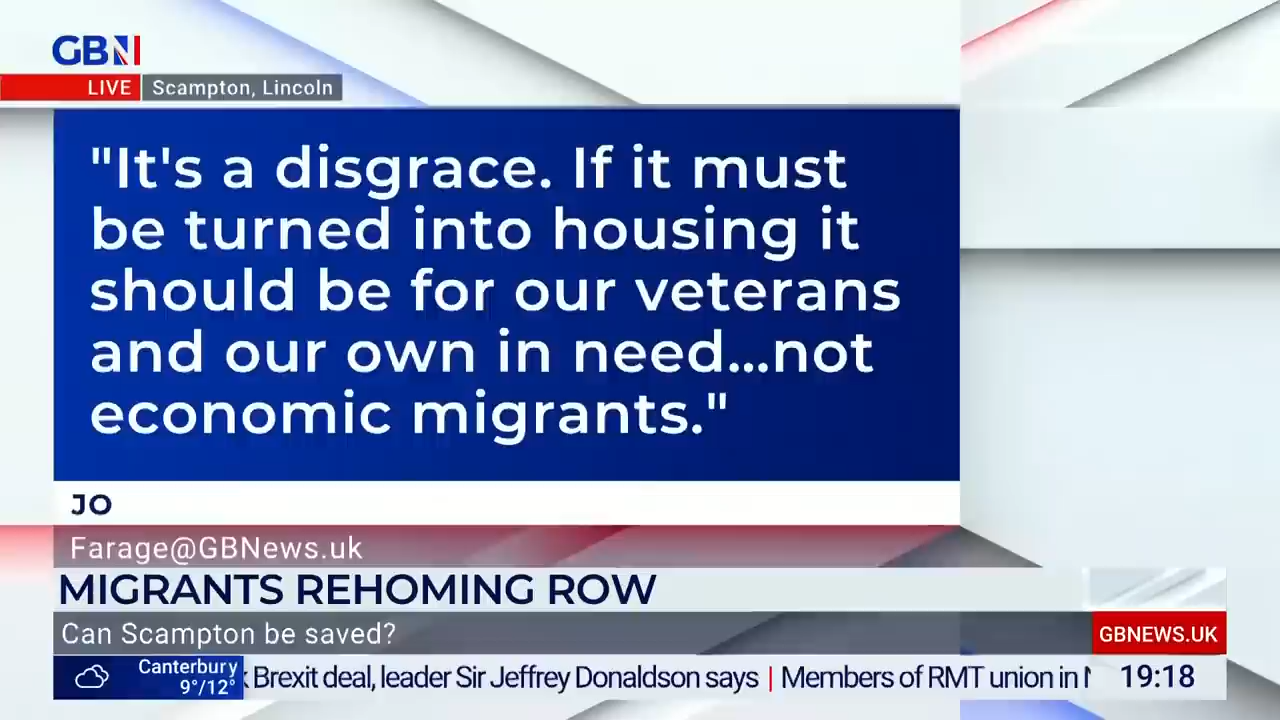 GBN
LIVE Scampton, Lincoln
"It's a disgrace. If it must
be turned into housing it
should be for our veterans
and our own in need...not
economic migrants."
JO
Farage@GBNews.uk
MIGRANTS REHOMING ROW
Can Scampton be saved?
GBNEWS.UK
Canterbury
9°/12°
Brexit deal, leader Sir Jeffrey Donaldson says | Members of RMT union in
19:18